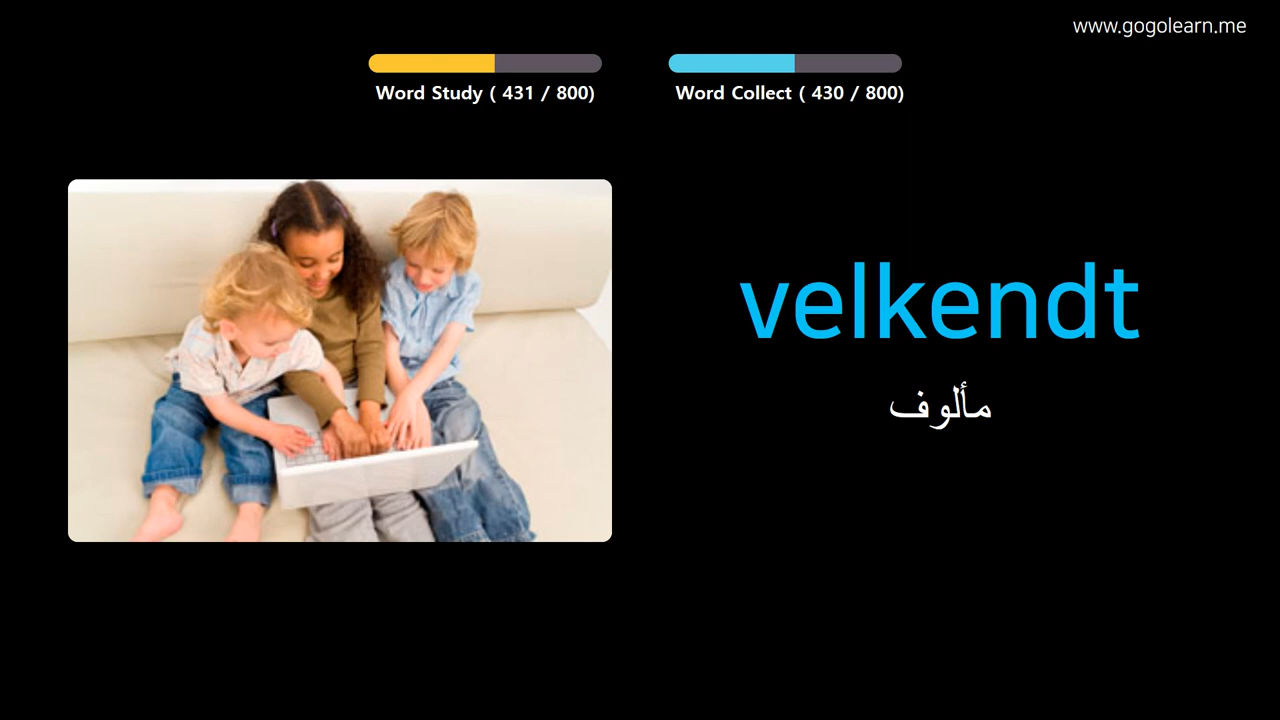 www.gogolearn.me
Word Study ( 431 / 800)
Word Collect ( 430 / 800)
velkendt
مألوف